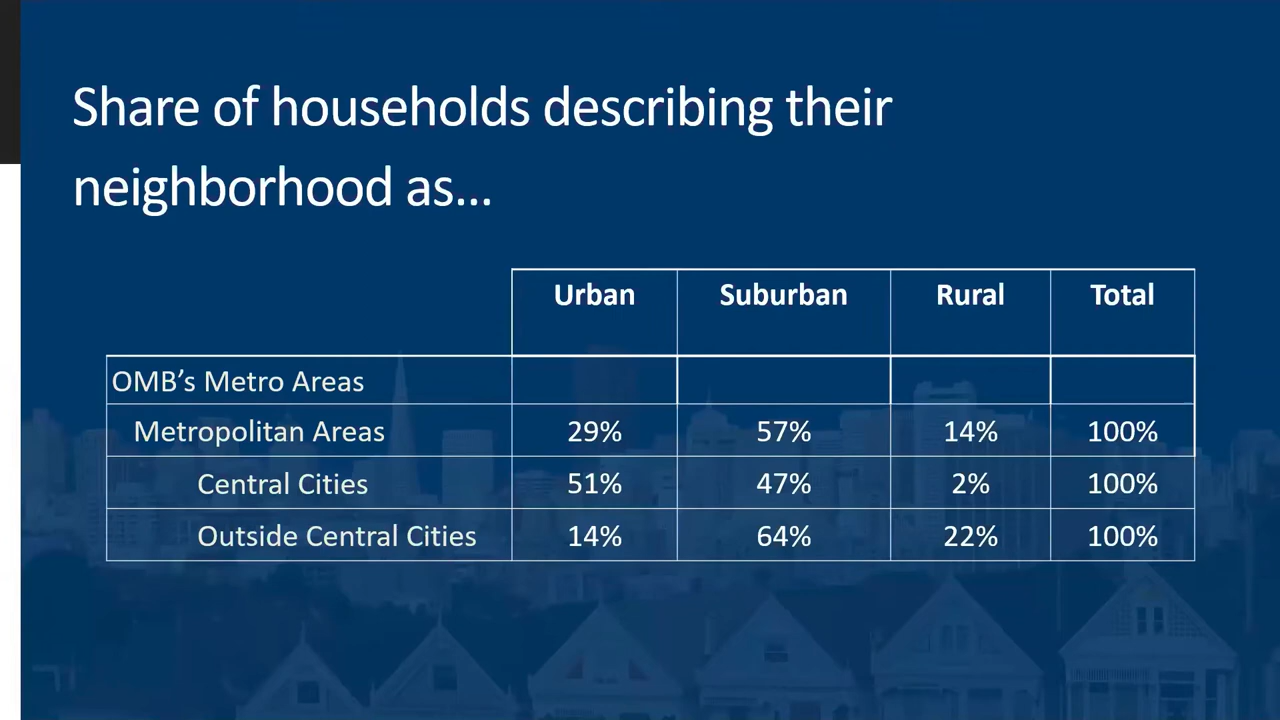 Share of households describing their
neighborhood as...
Urban Suburban Rural Total
OMB’s Metro Areas
Metropolitan Areas 29% 57% 14% 100%
Central Cities 51% 47% 2% 100%
Outside Central Cities 14% 64% 22% 100%